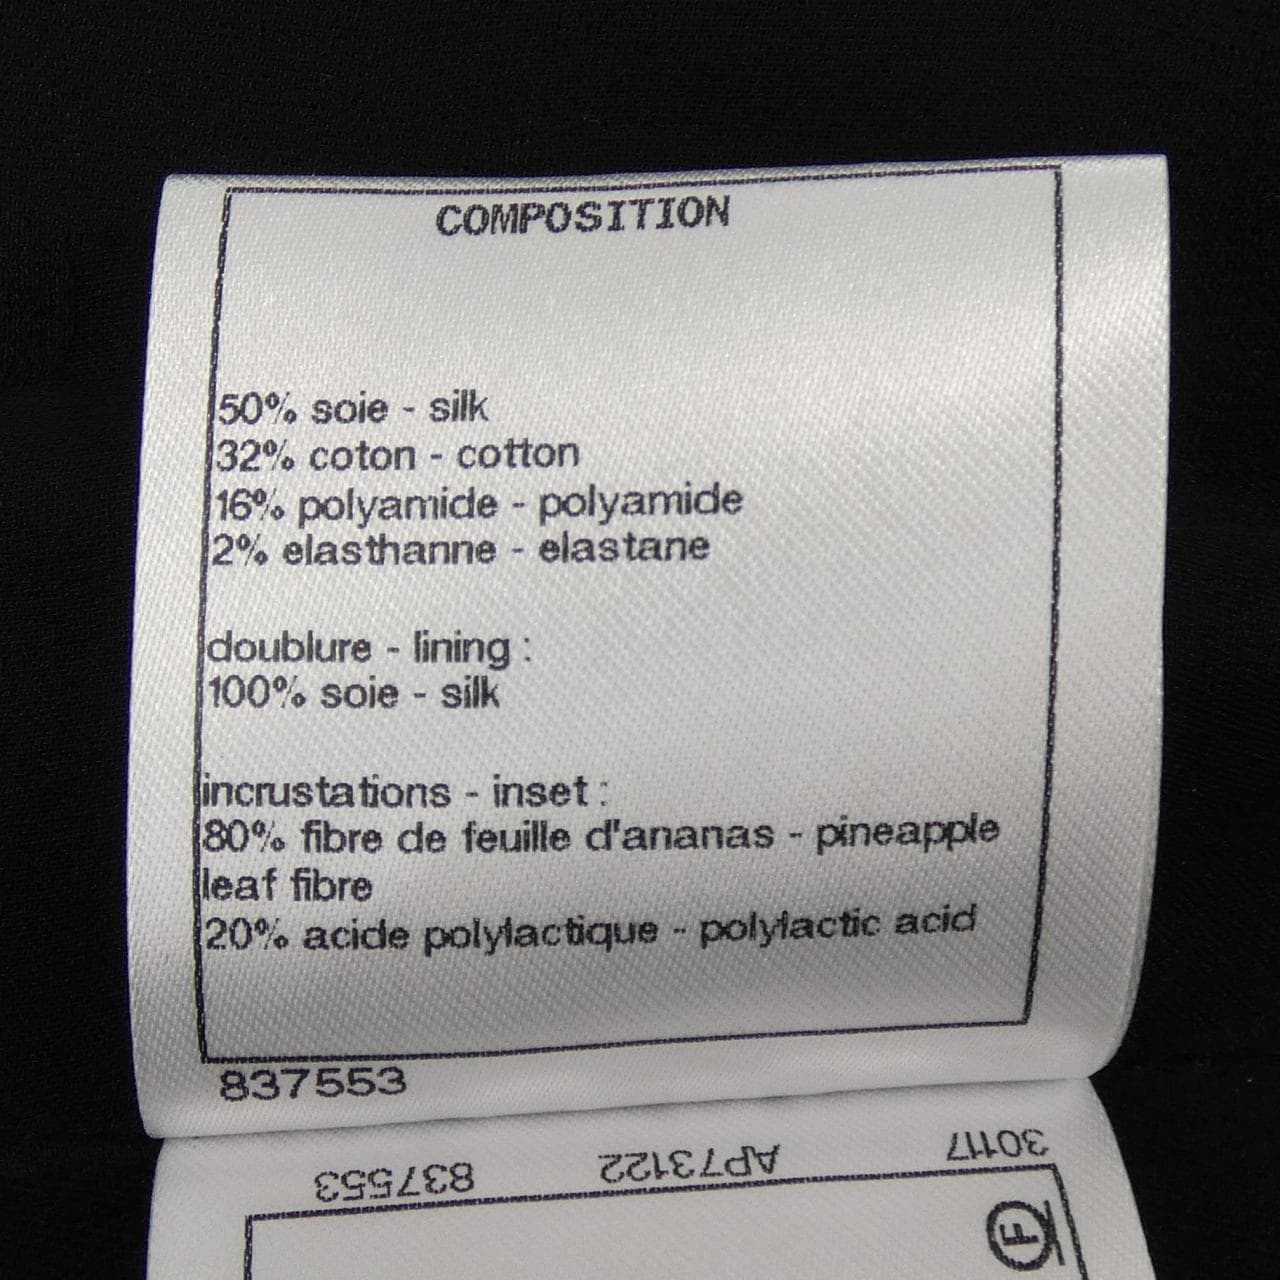 COMPOSITION
50% soie - silk
32% coton - cotton
16% polyamide - polyamide
2% elasthanne - elastane
doublure - lining :
100% soie - silk
incrustations - inset :
80% fibre de feuille d'ananas - pineapple
leaf fibre
20% acide polylactique - polylactic acid
837553
30117 AP73122 837553
F